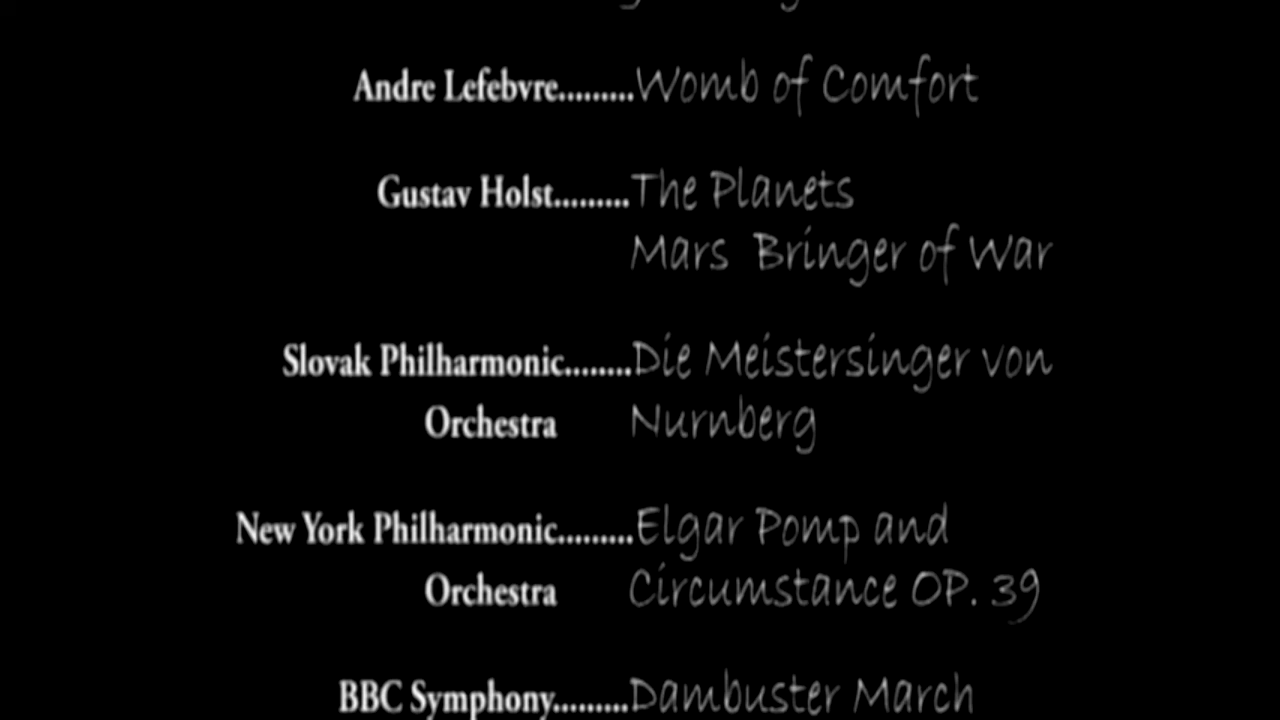 Andre Lefebvre.........Womb of Comfort
Gustav Holst.........The Planets
Mars Bringer of War
Slovak Philharmonic........Die Meistersinger von
Orchestra Nurnberg
New York Philharmonic.........Elgar Pomp and
Orchestra Circumstance OP. 39
BBC Symphony.........Dambuster March